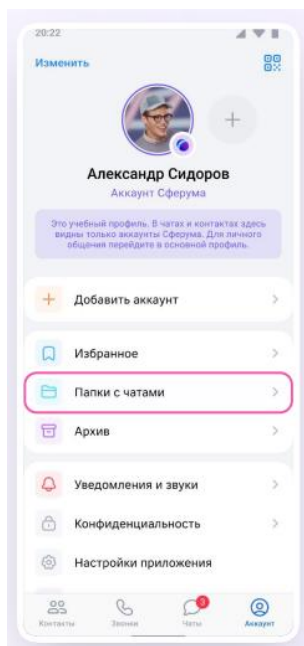 20:22
Изменить
Александр Сидоров
Аккаунт Сферума
Это учебный профиль. В чатах и контактах здесь
видны только аккаунты Сферума. Для личного
общения перейдите в основной профиль.
Добавить аккаунт
Избранное
Папки с чатами
Архив
Уведомления и звуки
Конфиденциальность
Настройки приложения
3
Контакты
Звонки
Чаты
Аккаунт